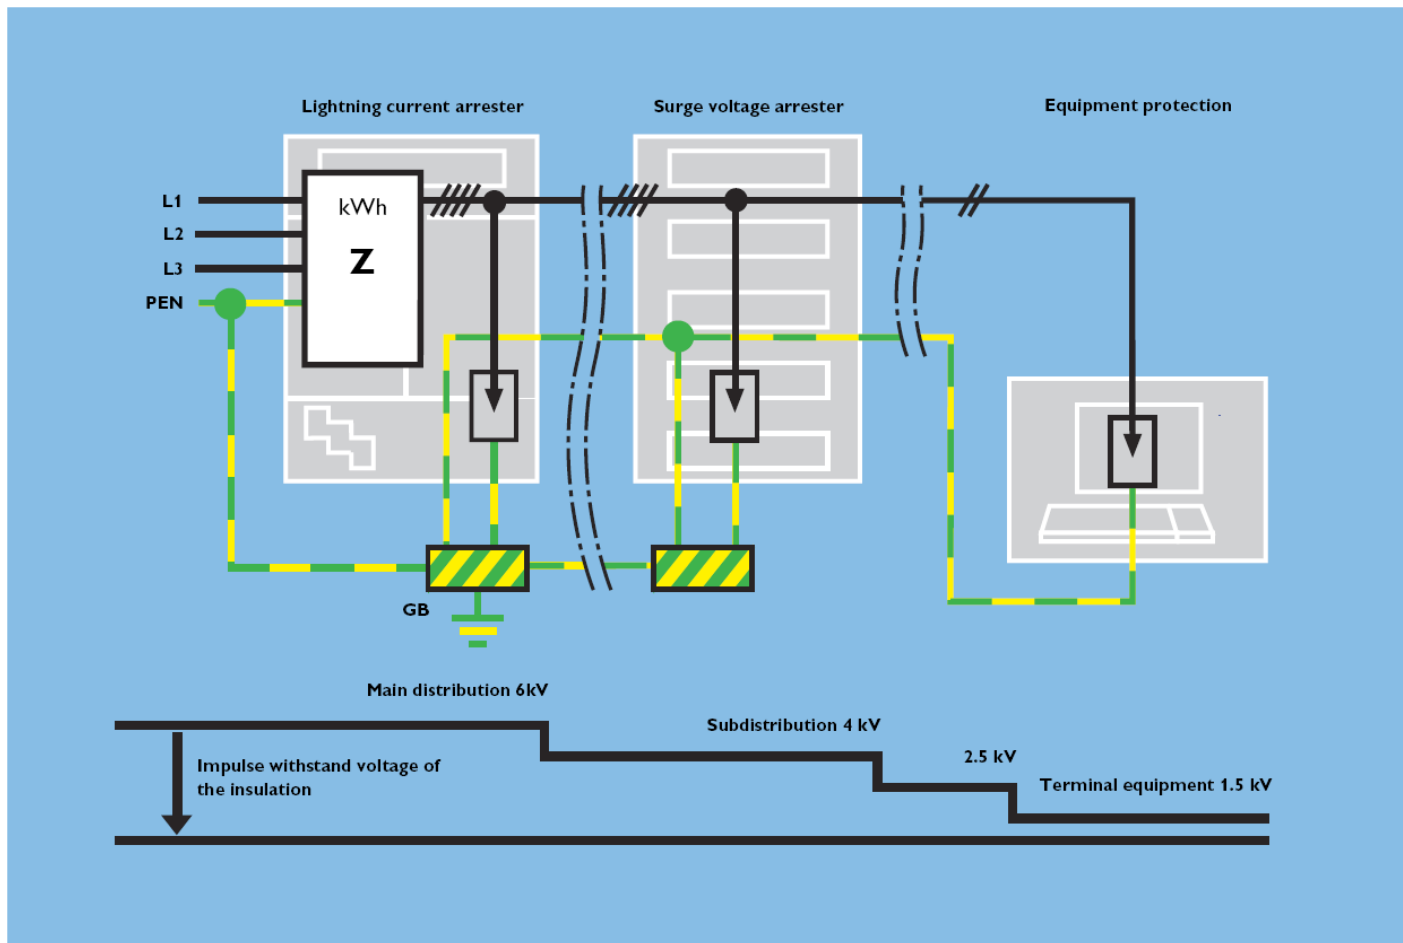 Lightning current arrester
Surge voltage arrester
Equipment protection
L1
kWh
L2
Z
L3
PEN
GB
Main distribution 6kV
Subdistribution 4 kV
2.5 kV
Impulse withstand voltage of
the insulation
Terminal equipment 1.5 kV